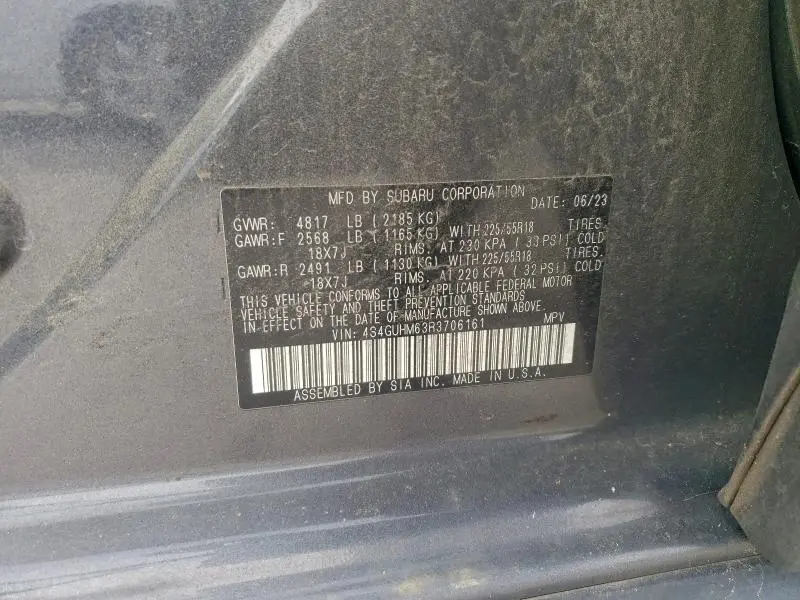 MFD BY SUBARU CORPORATION DATE: 06/23
GVWR: 4817 LB ( 2185 KG)
GAWR:F 2568 LB ( 1165 KG) WITH 225/55R18 TIRES
18X7J RIMS. AT 230 KPA ( 33 PSI) COLD
GAWR:R 2491 LB ( 1130 KG) WITH 225/55R18 TIRES
18X7J RIMS. AT 220 KPA ( 32 PSI) COLD
THIS VEHICLE CONFORMS TO ALL APPLICABLE FEDERAL MOTOR
VEHICLE SAFETY AND THEFT PREVENTION STANDARDS
IN EFFECT ON THE DATE OF MANUFACTURE SHOWN ABOVE.
VIN: 4S4GUHM63R3706161 MPV
ASSEMBLED BY SIA INC. MADE IN U.S.A.